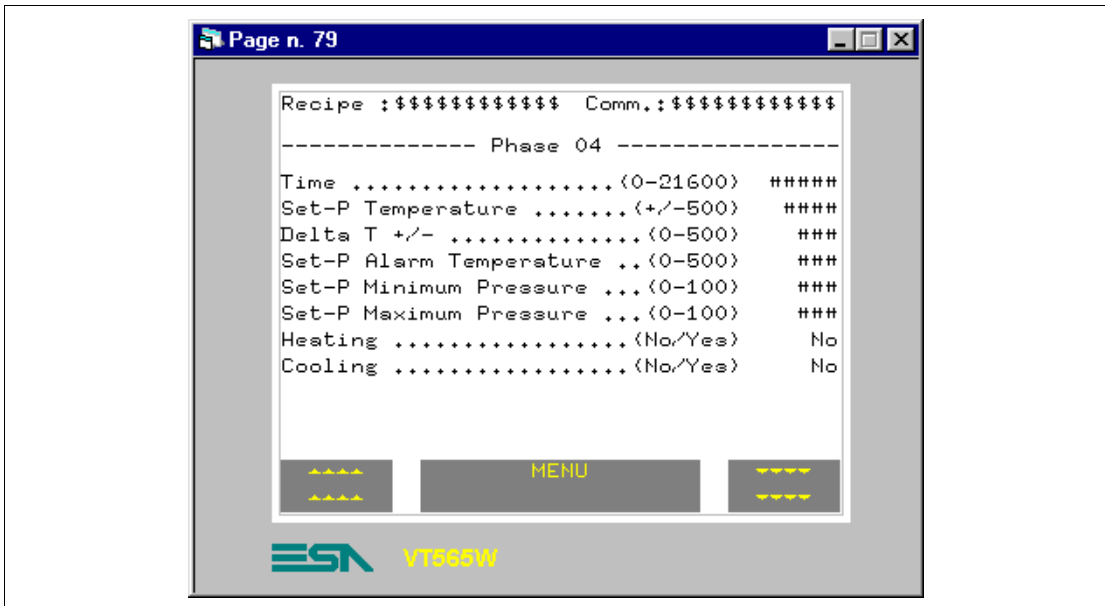 Page n. 79
Recipe :$$$$$$$$$$$$ Comm.:$$$$$$$$$$$$
-------------- Phase 04 ----------------
Time ...................(0-21600) #####
Set-P Temperature .......(+/-500) ####
Delta T +/- ..............(0-500) ###
Set-P Alarm Temperature ..(0-500) ###
Set-P Minimum Pressure ...(0-100) ###
Set-P Maximum Pressure ...(0-100) ###
Heating .................(No/Yes) No
Cooling .................(No/Yes) No
MENU
ESA VT565W